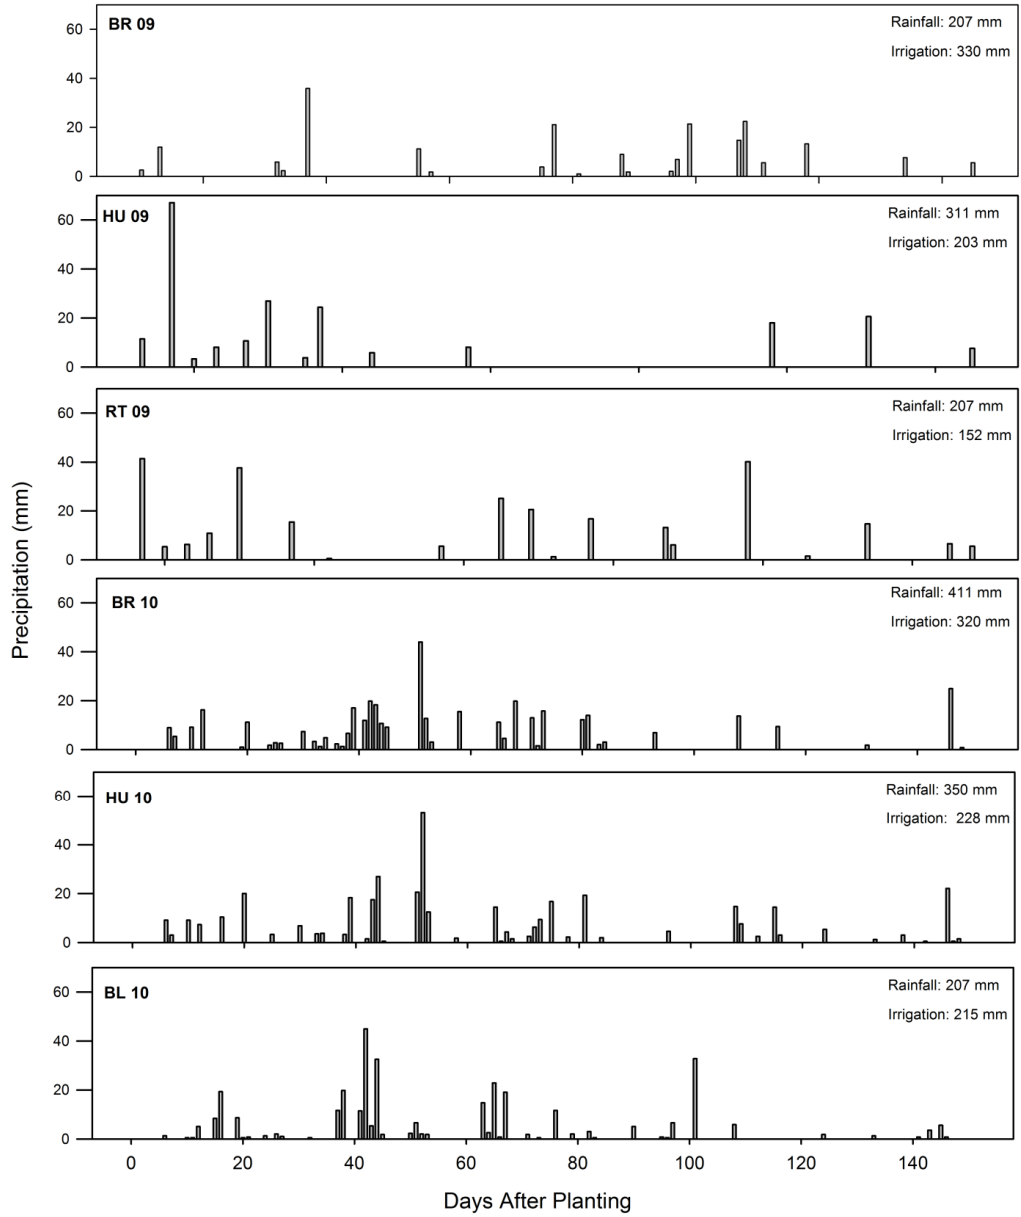 BR 09
Rainfall: 207 mm
Irrigation: 330 mm
60
40
20
0
HU 09
Rainfall: 311 mm
Irrigation: 203 mm
60
40
20
0
RT 09
Rainfall: 207 mm
Irrigation: 152 mm
60
40
20
0
Precipitation (mm)
BR 10
Rainfall: 411 mm
Irrigation: 320 mm
60
40
20
0
HU 10
Rainfall: 350 mm
Irrigation: 228 mm
60
40
20
0
BL 10
Rainfall: 207 mm
Irrigation: 215 mm
60
40
20
0
0 20 40 60 80 100 120 140
Days After Planting